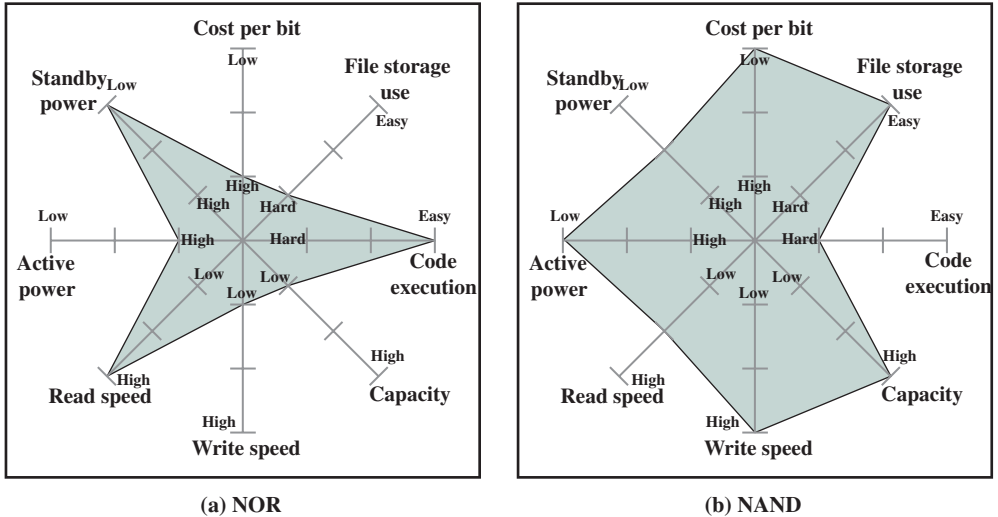 Cost per bit
Low
File storage
use
Easy
Standby
power
Low
High
High
Hard
Low
High
Easy
Hard
Active
power
Code
execution
Low
Low
Low
High
Read speed
High
Capacity
High
Write speed
(a) NOR
Cost per bit
Low
File storage
use
Easy
Standby
power
Low
High
High
Hard
Low
High
Easy
Hard
Active
power
Code
execution
Low
Low
Low
High
Read speed
High
Capacity
High
Write speed
(b) NAND